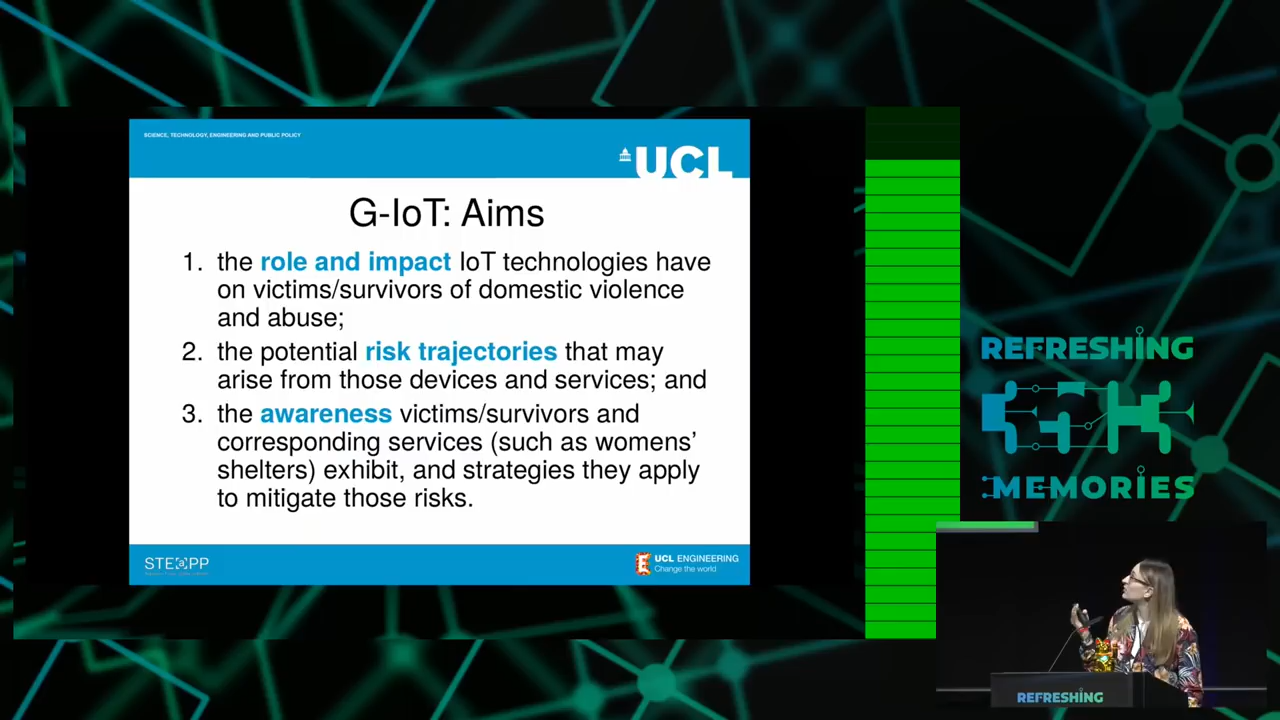 SCIENCE, TECHNOLOGY, ENGINEERING AND PUBLIC POLICY
UCL
G-IoT: Aims
1. the role and impact IoT technologies have
on victims/survivors of domestic violence
and abuse;
2. the potential risk trajectories that may
arise from those devices and services; and
3. the awareness victims/survivors and
corresponding services (such as womens’
shelters) exhibit, and strategies they apply
to mitigate those risks.
STEaPP
UCL ENGINEERING
Change the world
REFRESHING
MEMORIES
REFRESHING